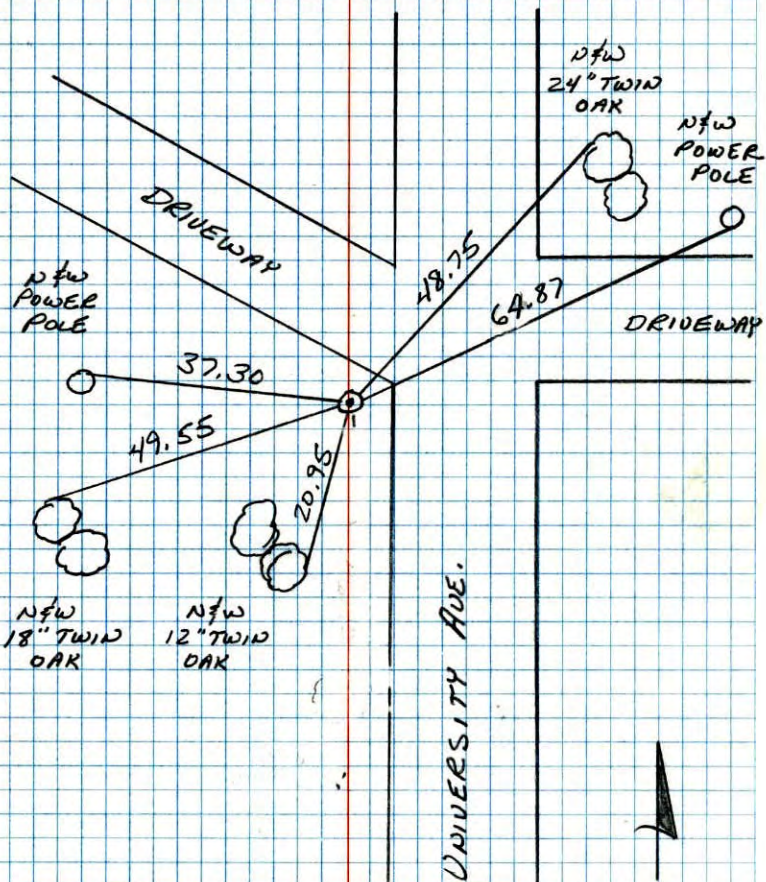 N&W
24" TWIN
OAK
N&W
POWER
POLE
DRIVEWAY
48.75
64.87
DRIVEWAY
N&W
POWER
POLE
37.30
49.55
20.95
1
N&W
18" TWIN
OAK
N&W
12" TWIN
OAK
UNIVERSITY AVE.